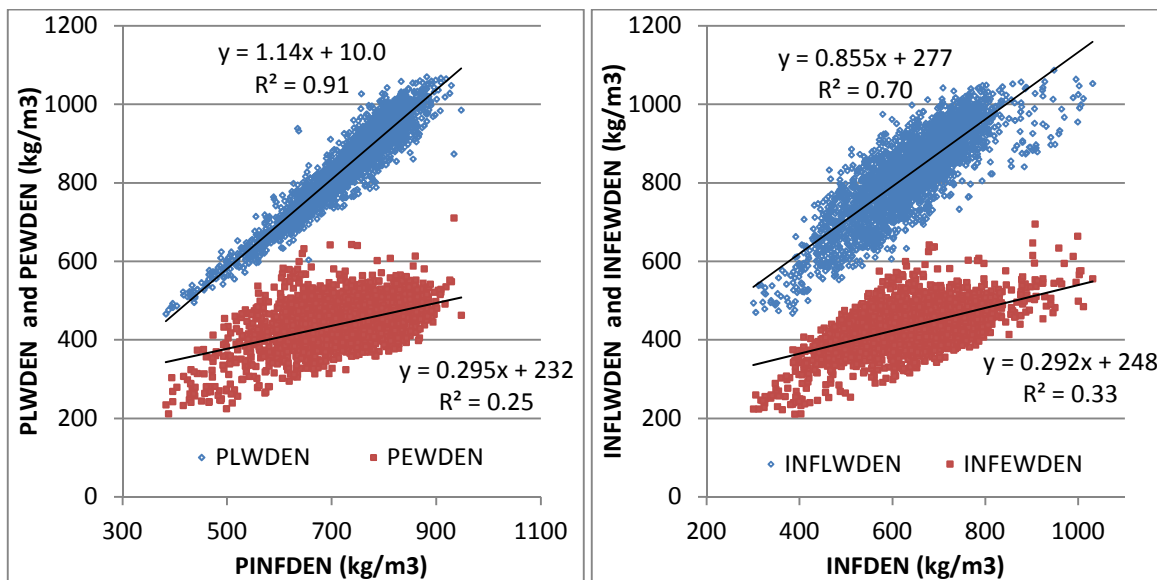 PLWDEN and PEWDEN (kg/m3)
1200
1000
800
600
400
200
0
y = 1.14x + 10.0
R² = 0.91
y = 0.295x + 232
R² = 0.25
PLWDEN PEWDEN
300 500 700 900 1100
PINFDEN (kg/m3)
INFLWDEN and INFEWDEN (kg/m3)
1200
1000
800
600
400
200
0
y = 0.855x + 277
R² = 0.70
y = 0.292x + 248
R² = 0.33
INFLWDEN INFEWDEN
200 400 600 800 1000
INFDEN (kg/m3)